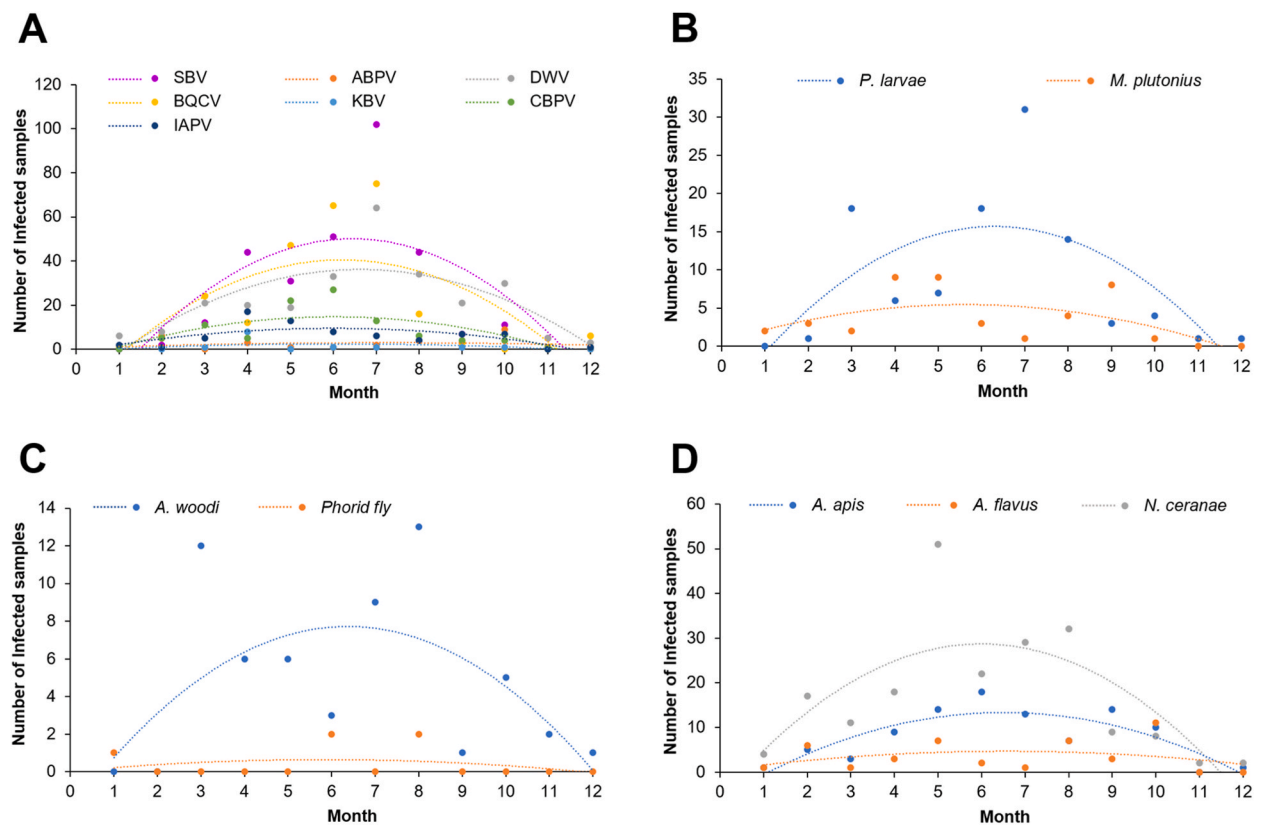 A
SBV ABPV DWV
BQCV KBV CBPV
IAPV
120
100
80
60
40
20
0
Number of Infected samples
0 1 2 3 4 5 6 7 8 9 10 11 12
Month
B
P. larvae M. plutonius
35
30
25
20
15
10
5
0
Number of Infected samples
0 1 2 3 4 5 6 7 8 9 10 11 12
Month
C
A. woodi Phorid fly
14
12
10
8
6
4
2
0
Number of Infected samples
0 1 2 3 4 5 6 7 8 9 10 11 12
Month
D
A. apis A. flavus N. ceranae
60
50
40
30
20
10
0
Number of Infected samples
0 1 2 3 4 5 6 7 8 9 10 11 12
Month